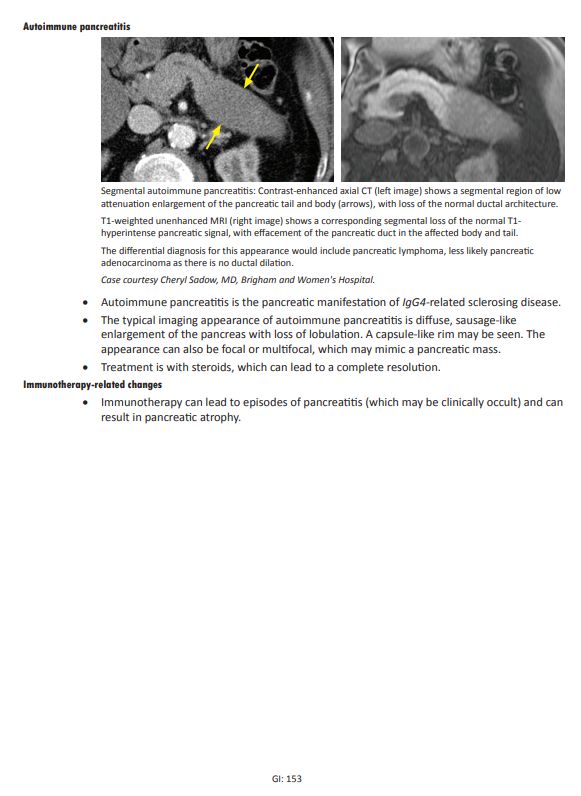 Autoimmune pancreatitis
Segmental autoimmune pancreatitis: Contrast-enhanced axial CT (left image) shows a segmental region of low
attenuation enlargement of the pancreatic tail and body (arrows), with loss of the normal ductal architecture.
T1-weighted unenhanced MRI (right image) shows a corresponding segmental loss of the normal T1-
hyperintense pancreatic signal, with effacement of the pancreatic duct in the affected body and tail.
The differential diagnosis for this appearance would include pancreatic lymphoma, less likely pancreatic
adenocarcinoma as there is no ductal dilation.
Case courtesy Cheryl Sadow, MD, Brigham and Women's Hospital.
• Autoimmune pancreatitis is the pancreatic manifestation of IgG4-related sclerosing disease.
• The typical imaging appearance of autoimmune pancreatitis is diffuse, sausage-like
enlargement of the pancreas with loss of lobulation. A capsule-like rim may be seen. The
appearance can also be focal or multifocal, which may mimic a pancreatic mass.
• Treatment is with steroids, which can lead to a complete resolution.
Immunotherapy-related changes
• Immunotherapy can lead to episodes of pancreatitis (which may be clinically occult) and can
result in pancreatic atrophy.
GI: 153